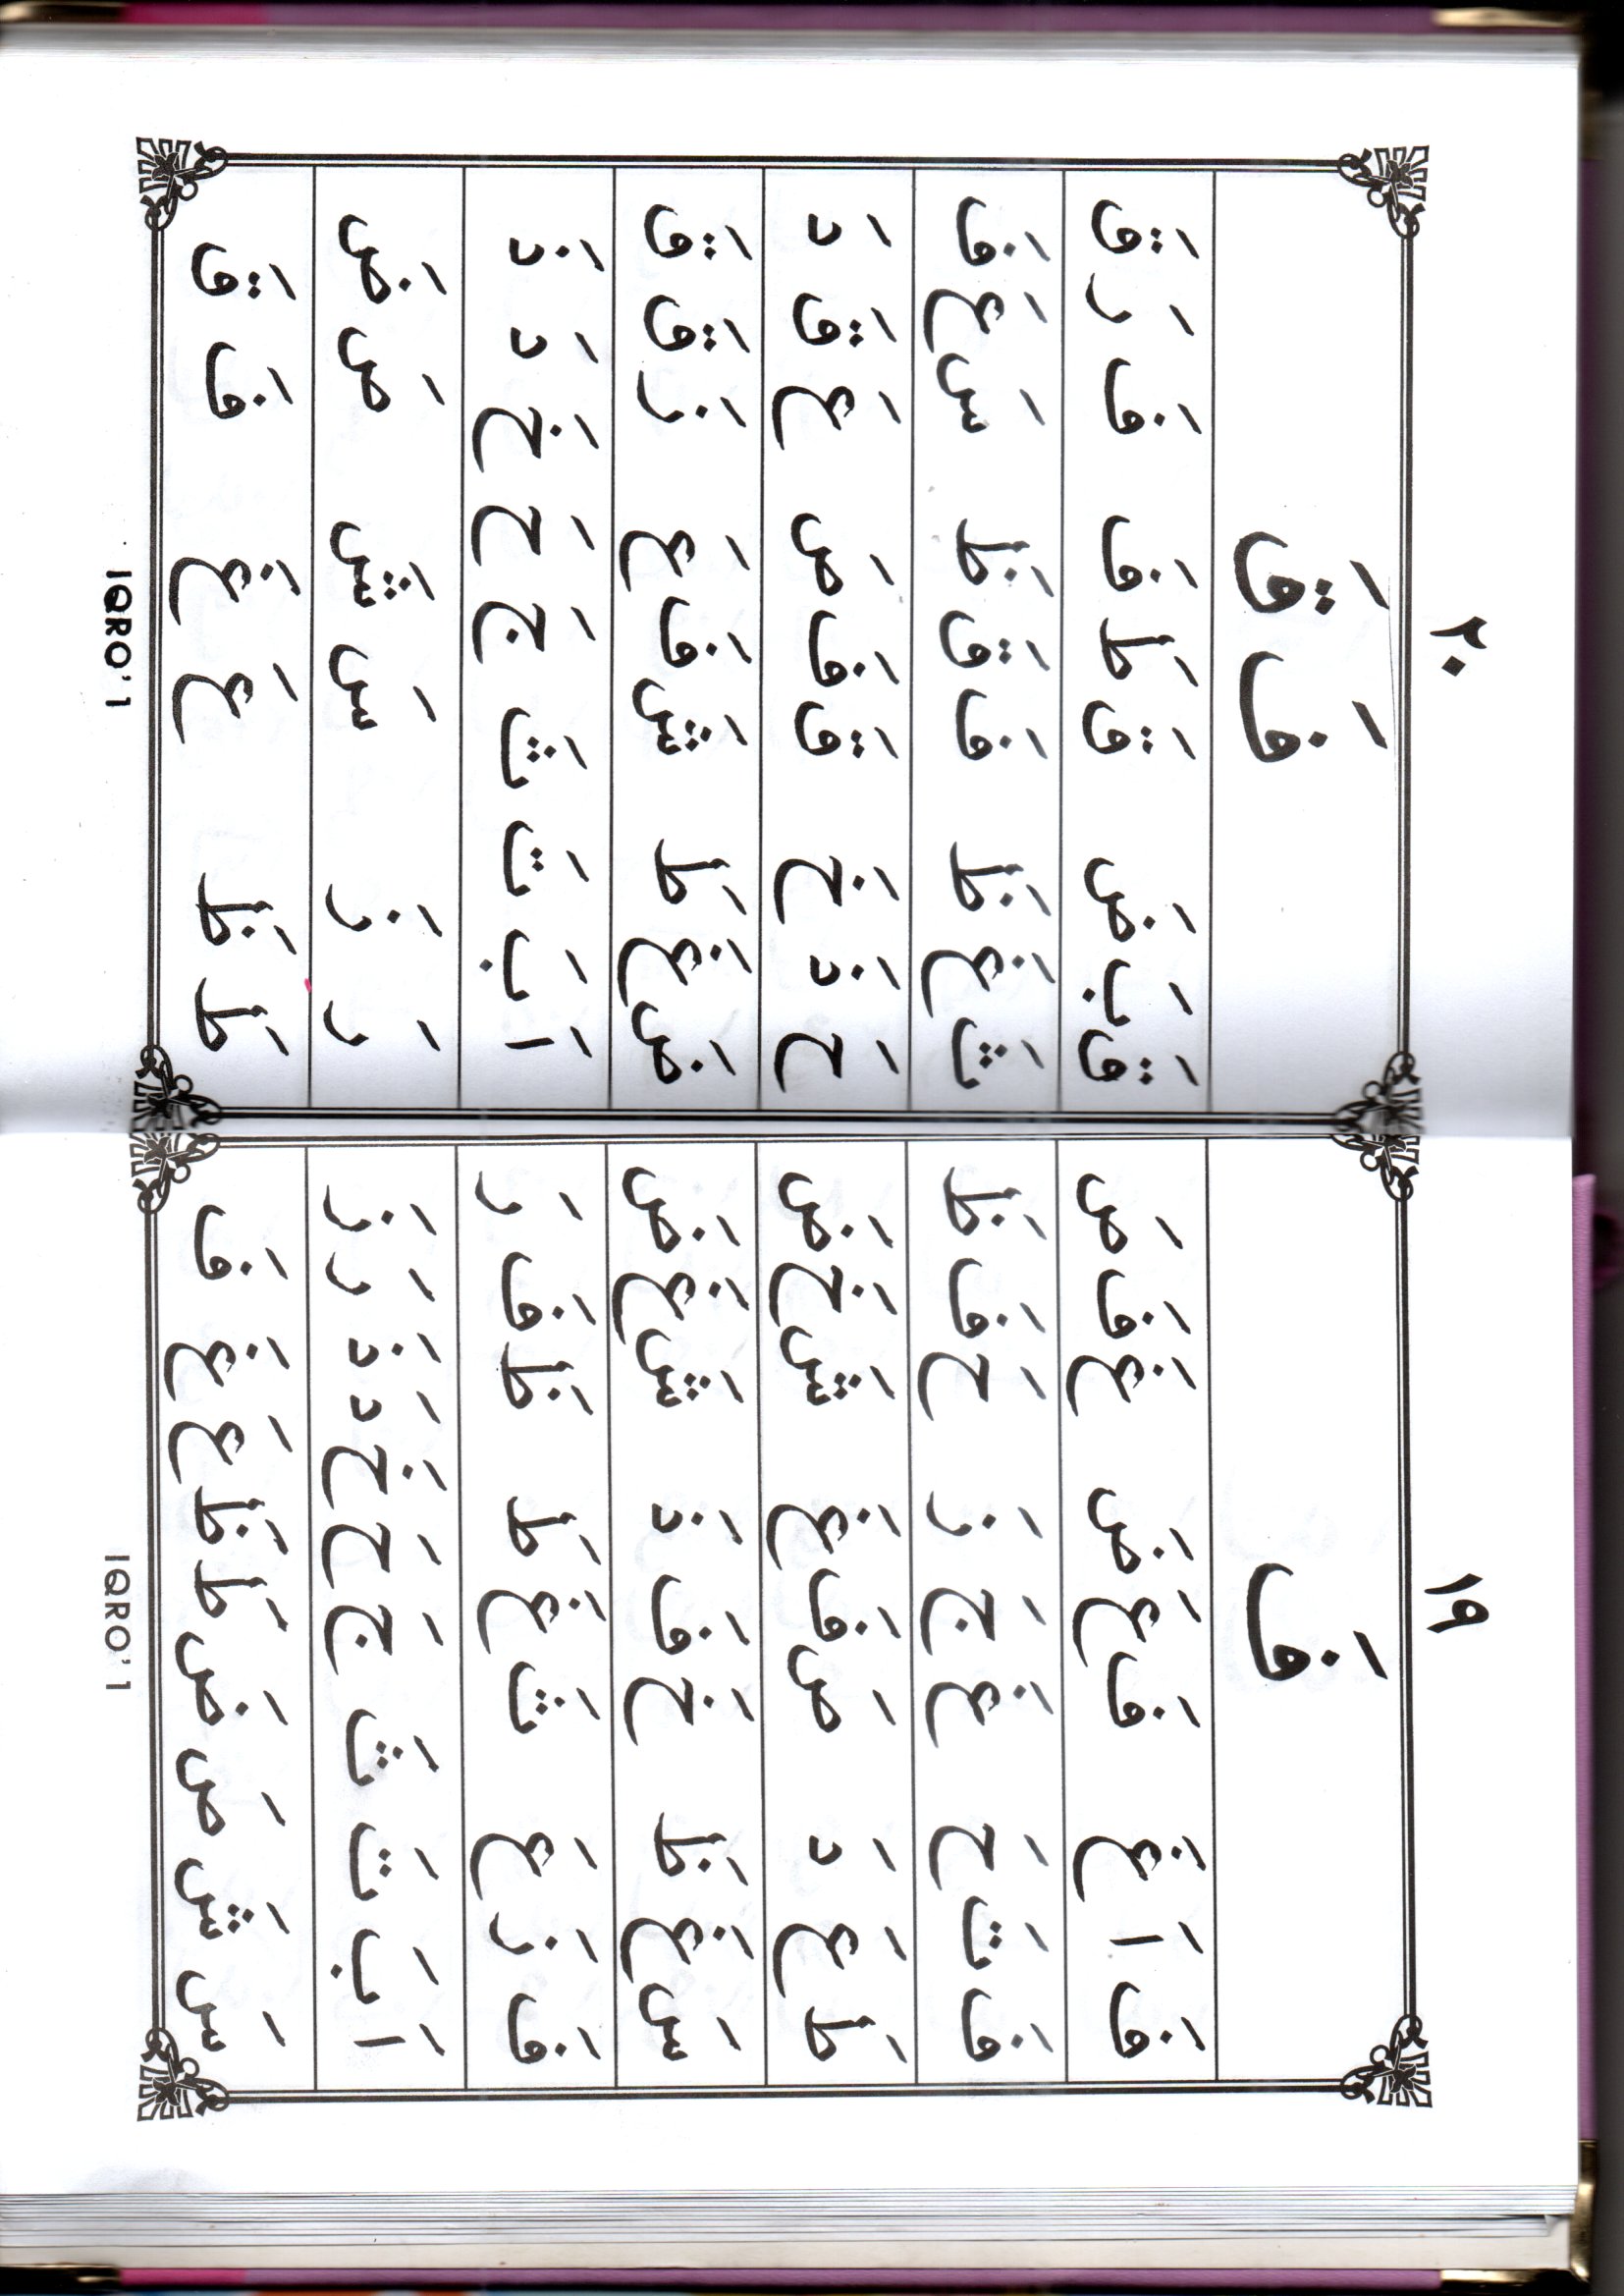 ١٩
فَ
فَ اَ غَ فَ عَ ضَ غَ فَ صَ
فَ تَ حَ غَ جَ زَ حَ فَ ظَ
طَ عَ دَ صَ فَ غَ شَ خَ ضَ
سَ غَ ظَ خَ فَ ذَ شَ غَ ضَ
فَ زَ عَ ثَ غَ طَ ظَ فَ رَ
اَ بَ تَ ثَ جَ حَ خَ دَ ذَ رَ زَ
سَ شَ صَ ضَ طَ ظَ عَ غَ فَ
IQRO' 1
٢٠
فَ قَ
قَ بَ ضَ قَ طَ فَ فَ رَ قَ
ثَ غَ ظَ فَ قَ ظَ سَ عَ فَ
حَ ذَ خَ قَ فَ صَ عَ قَ دَ
ضَ غَ طَ شَ فَ عَ زَ قَ قَ
اَ بَ تَ ثَ جَ حَ خَ دَ ذَ
رَ زَ سَ شَ صَ ضَ
طَ ظَ عَ غَ فَ قَ
IQRO' 1